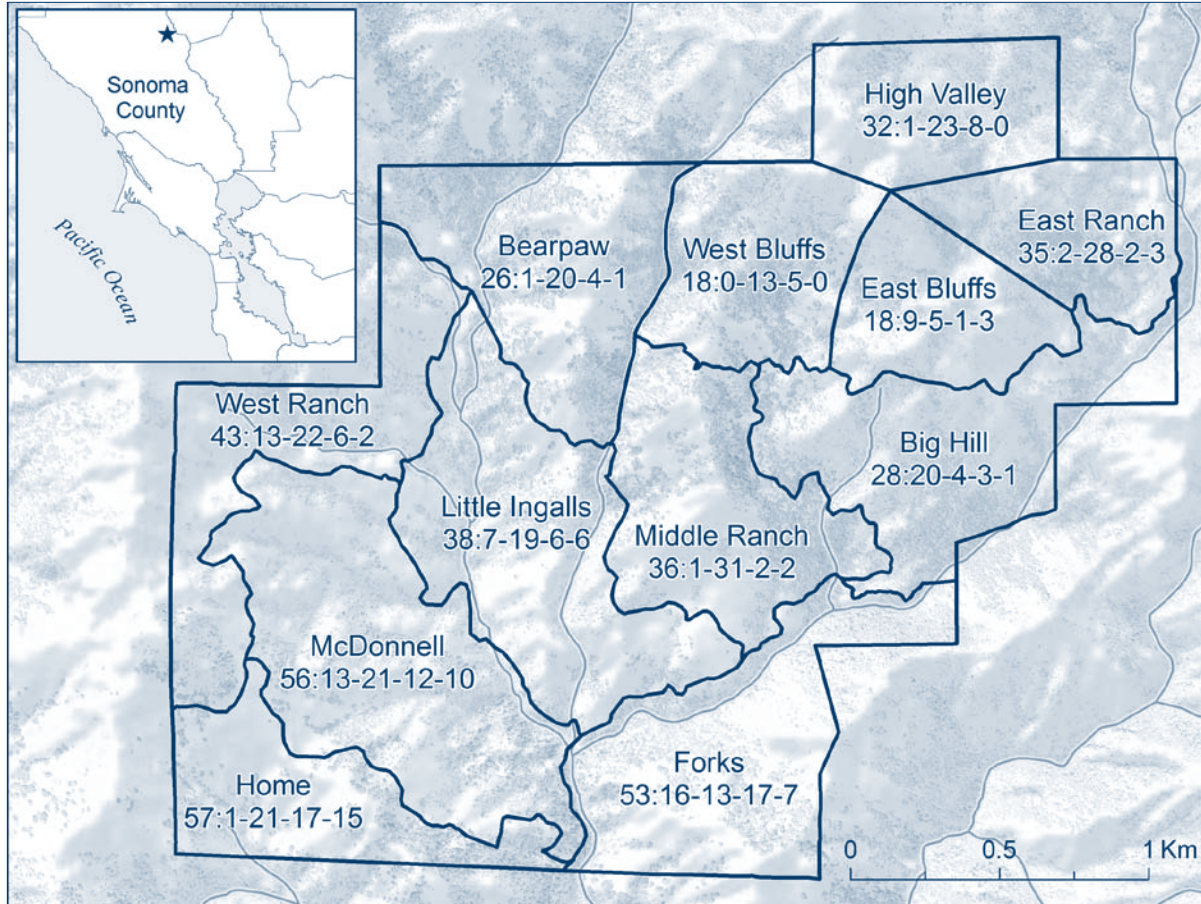 Sonoma
County
Pacific Ocean
High Valley
32:1-23-8-0
East Ranch
35:2-28-2-3
Bearpaw
26:1-20-4-1
West Bluffs
18:0-13-5-0
East Bluffs
18:9-5-1-3
West Ranch
43:13-22-6-2
Big Hill
28:20-4-3-1
Little Ingalls
38:7-19-6-6
Middle Ranch
36:1-31-2-2
McDonnell
56:13-21-12-10
Forks
53:16-13-17-7
Home
57:1-21-17-15
0 0.5 1 Km